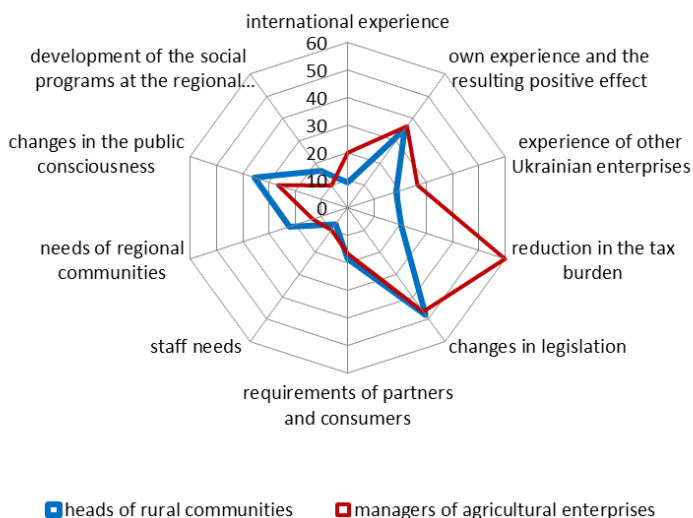 international experience
development of the social
programs at the regional...
own experience and the
resulting positive effect
changes in the public
consciousness
experience of other
Ukrainian enterprises
needs of regional
communities
reduction in the tax
burden
staff needs
changes in legislation
requirements of partners
and consumers
60
50
40
30
20
10
0
heads of rural communities
managers of agricultural enterprises